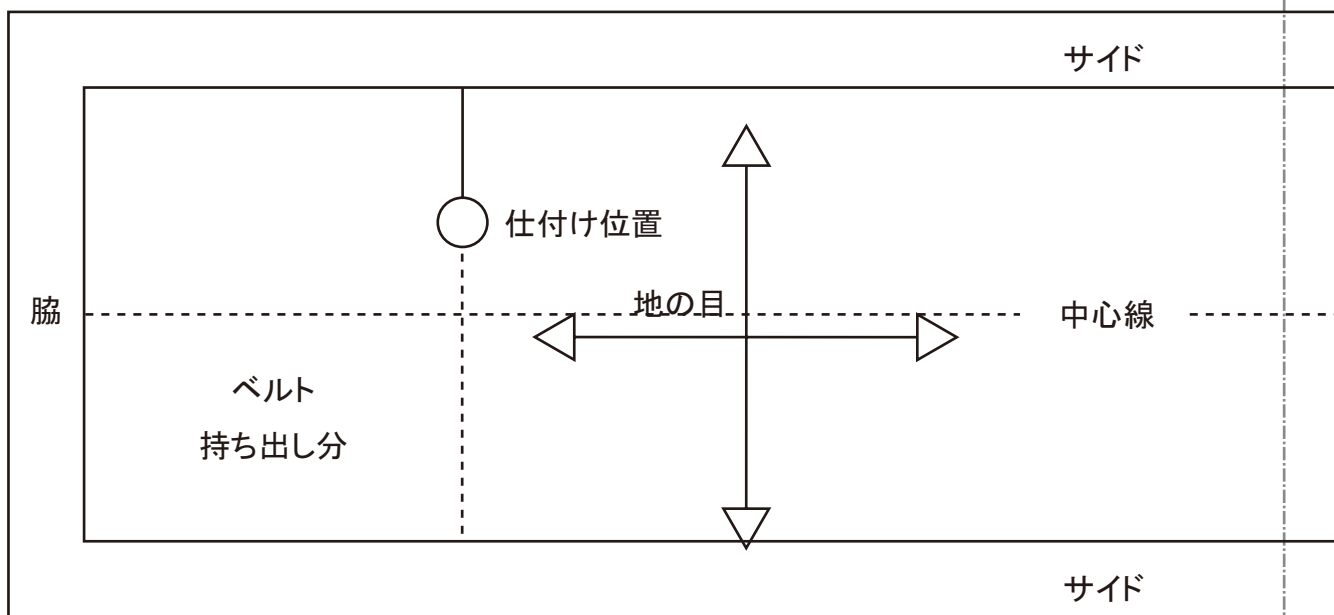 サイド
仕付け位置
地の目
脇
中心線
ベルト
持ち出し分
サイド